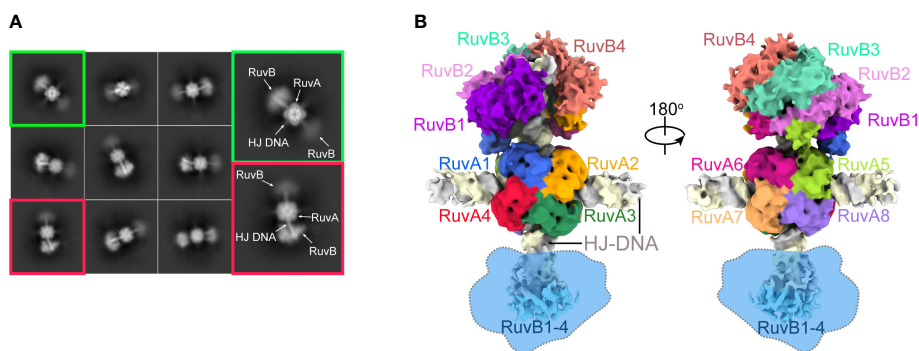 A
RuvB
RuvA
HJ DNA
RuvB
RuvB
RuvA
HJ DNA
RuvB
B
RuvB3
RuvB4
RuvB2
RuvB1
RuvA1
RuvA2
RuvA4
RuvA3
HJ-DNA
RuvB1-4
180°
RuvB4
RuvB3
RuvB2
RuvB1
RuvA6
RuvA5
RuvA7
RuvA8
RuvB1-4